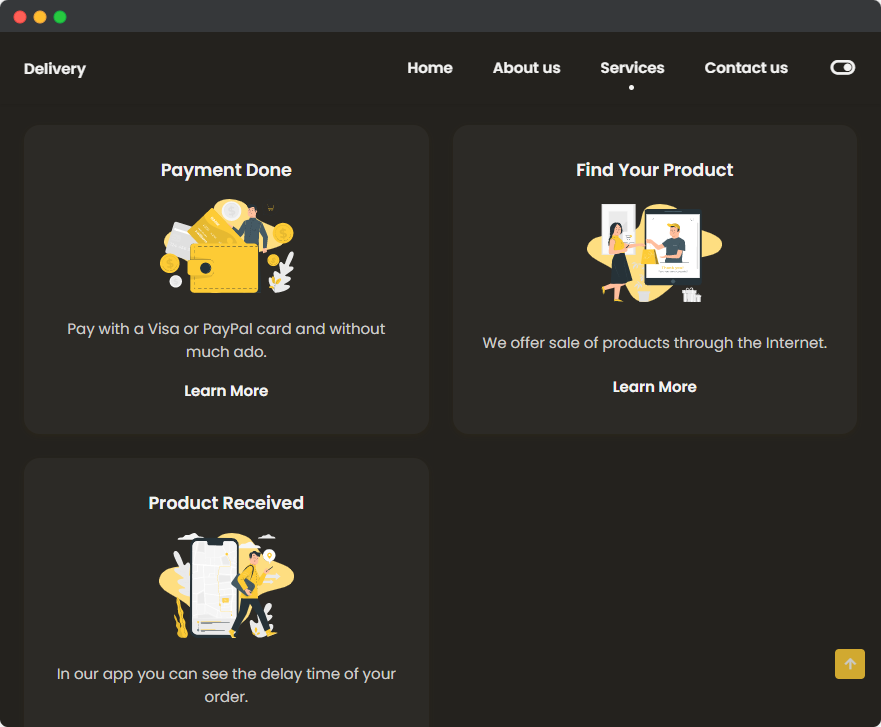 Delivery
Home
About us
Services
Contact us
Payment Done
Pay with a Visa or PayPal card and without
much ado.
Learn More
Find Your Product
We offer sale of products through the Internet.
Learn More
Product Received
In our app you can see the delay time of your
order.